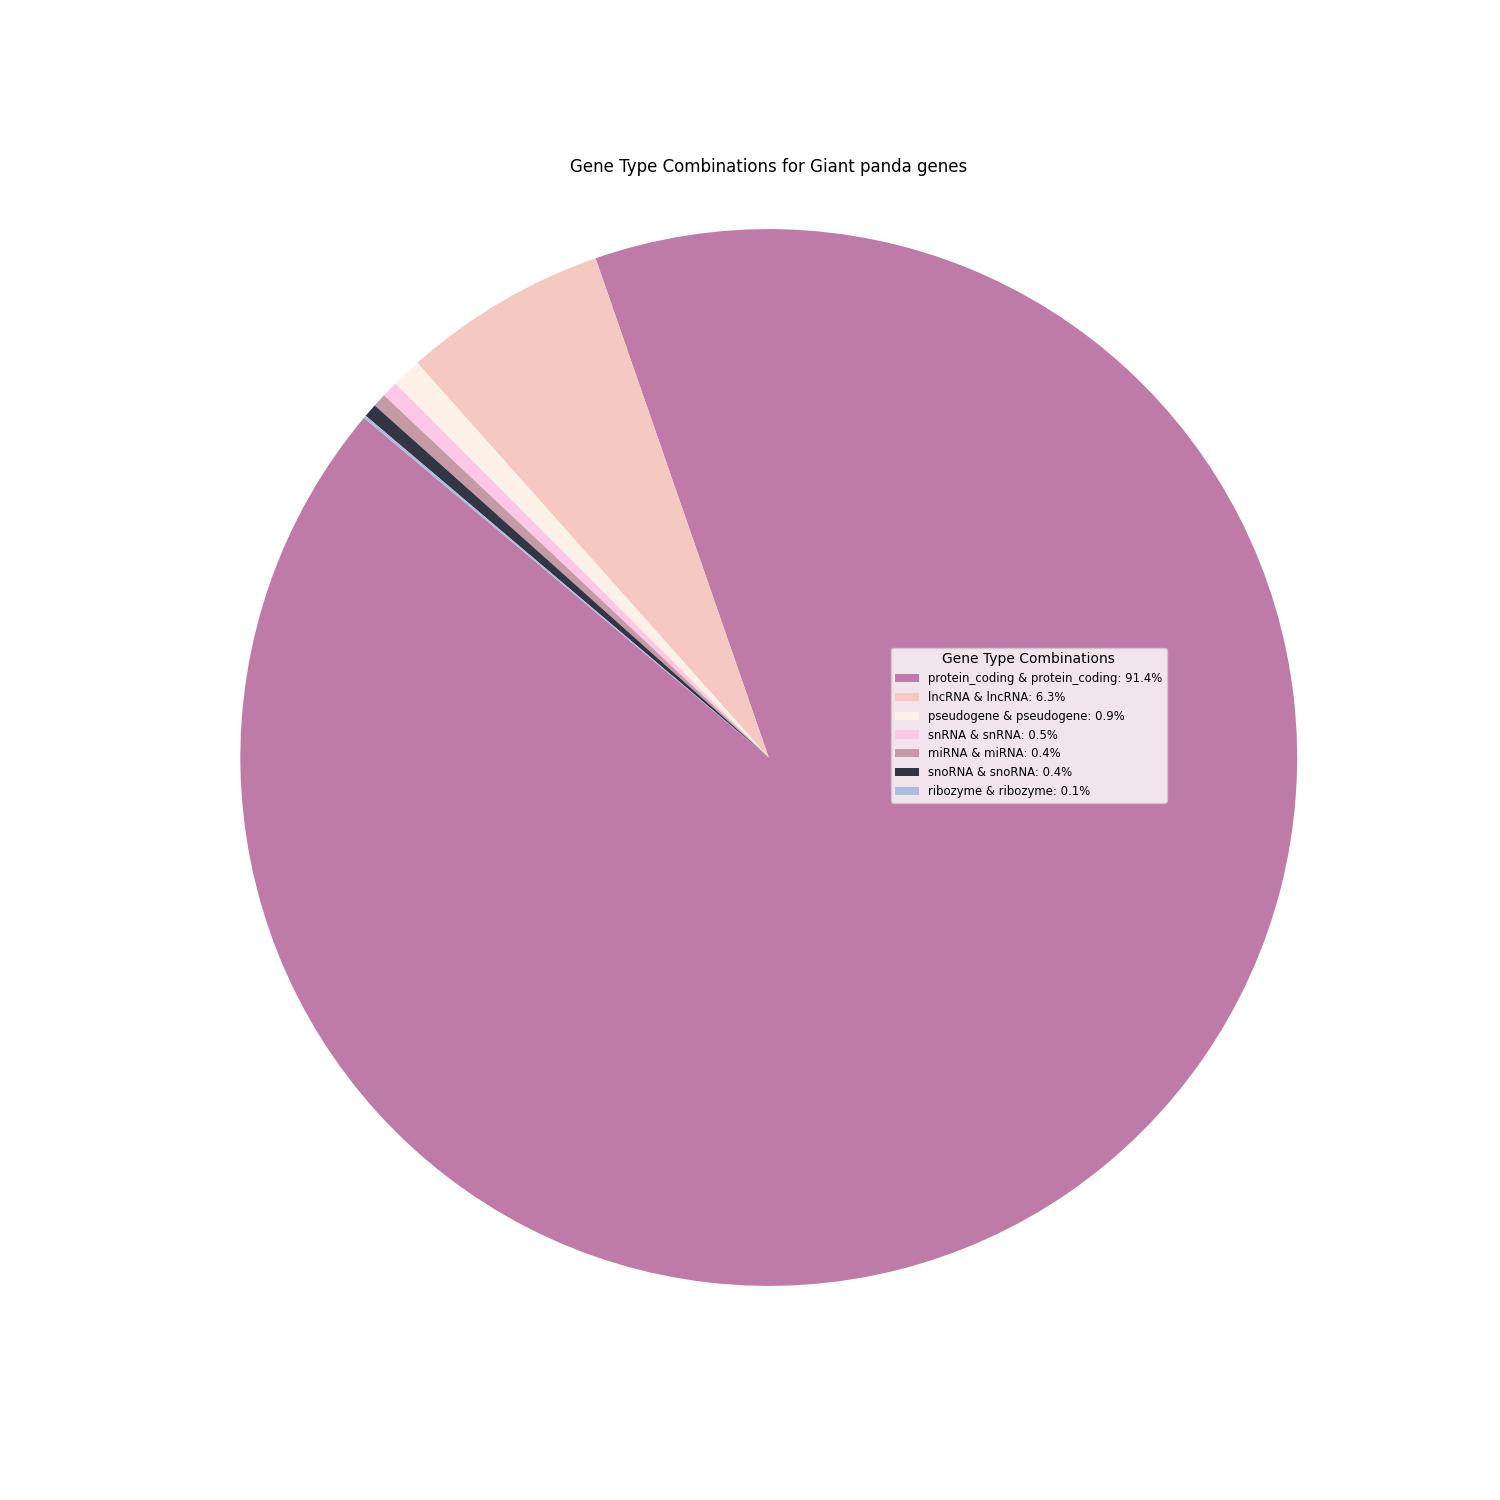 Gene Type Combinations for Giant panda genes
Gene Type Combinations
protein_coding & protein_coding: 91.4%
lncRNA & lncRNA: 6.3%
pseudogene & pseudogene: 0.9%
snRNA & snRNA: 0.5%
miRNA & miRNA: 0.4%
snoRNA & snoRNA: 0.4%
ribozyme & ribozyme: 0.1%